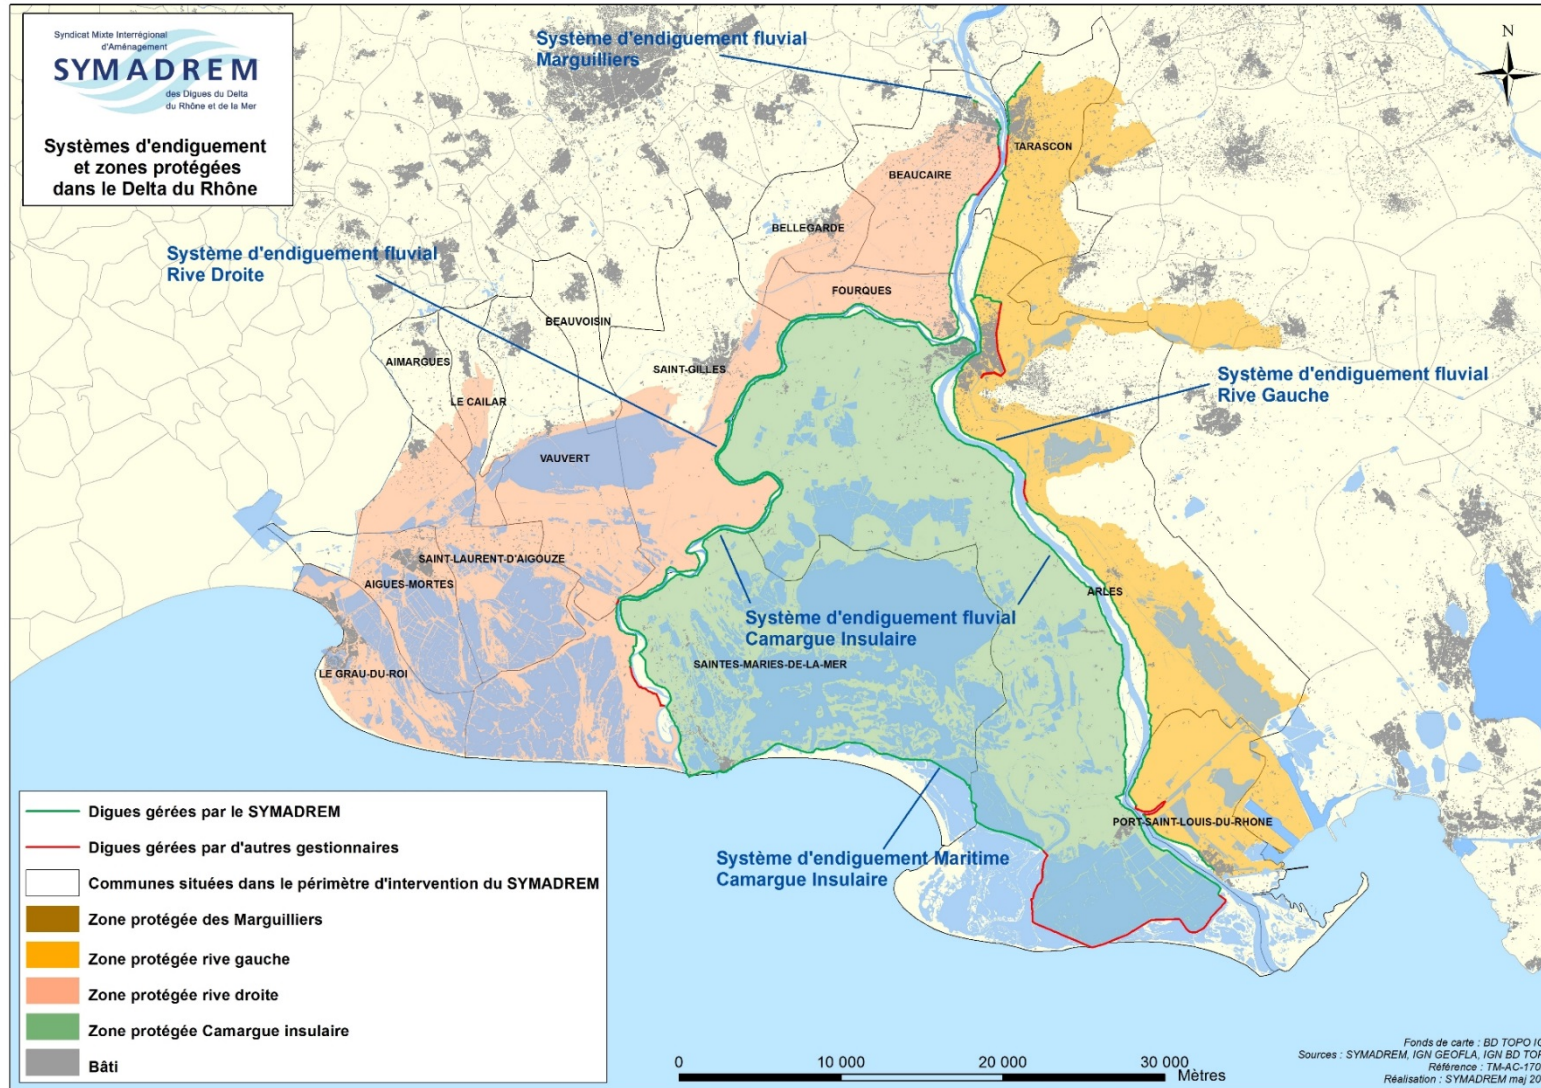 Syndicat Mixte Interrégional
d'Aménagement
SYMADREM
des Digues du Delta
du Rhône et de la Mer
Systèmes d'endiguement
et zones protégées
dans le Delta du Rhône
Système d'endiguement fluvial
Marguilliers
N
TARASCON
BEAUCAIRE
BELLEGARDE
Système d'endiguement fluvial
Rive Droite
FOURQUES
BEAUVOISIN
AIMARGUES
SAINT-GILLES
Système d'endiguement fluvial
Rive Gauche
LE CAILAR
VAUVERT
SAINT-LAURENT-D'AIGOUZE
AIGUES-MORTES
ARLES
Système d'endiguement fluvial
Camargue Insulaire
SAINTES-MARIES-DE-LA-MER
LE GRAU-DU-ROI
PORT-SAINT-LOUIS-DU-RHONE
Système d'endiguement Maritime
Camargue Insulaire
Digues gérées par le SYMADREM
Digues gérées par d'autres gestionnaires
Communes situées dans le périmètre d'intervention du SYMADREM
Zone protégée des Marguilliers
Zone protégée rive gauche
Zone protégée rive droite
Zone protégée Camargue insulaire
Bâti
0 10 000 20 000 30 000
Mètres
Fonds de carte : BD TOPO
Sources : SYMADREM, IGN GEOFLA, IGN BD
Référence : TM-AC-170
Réalisation : SYMADREM maj